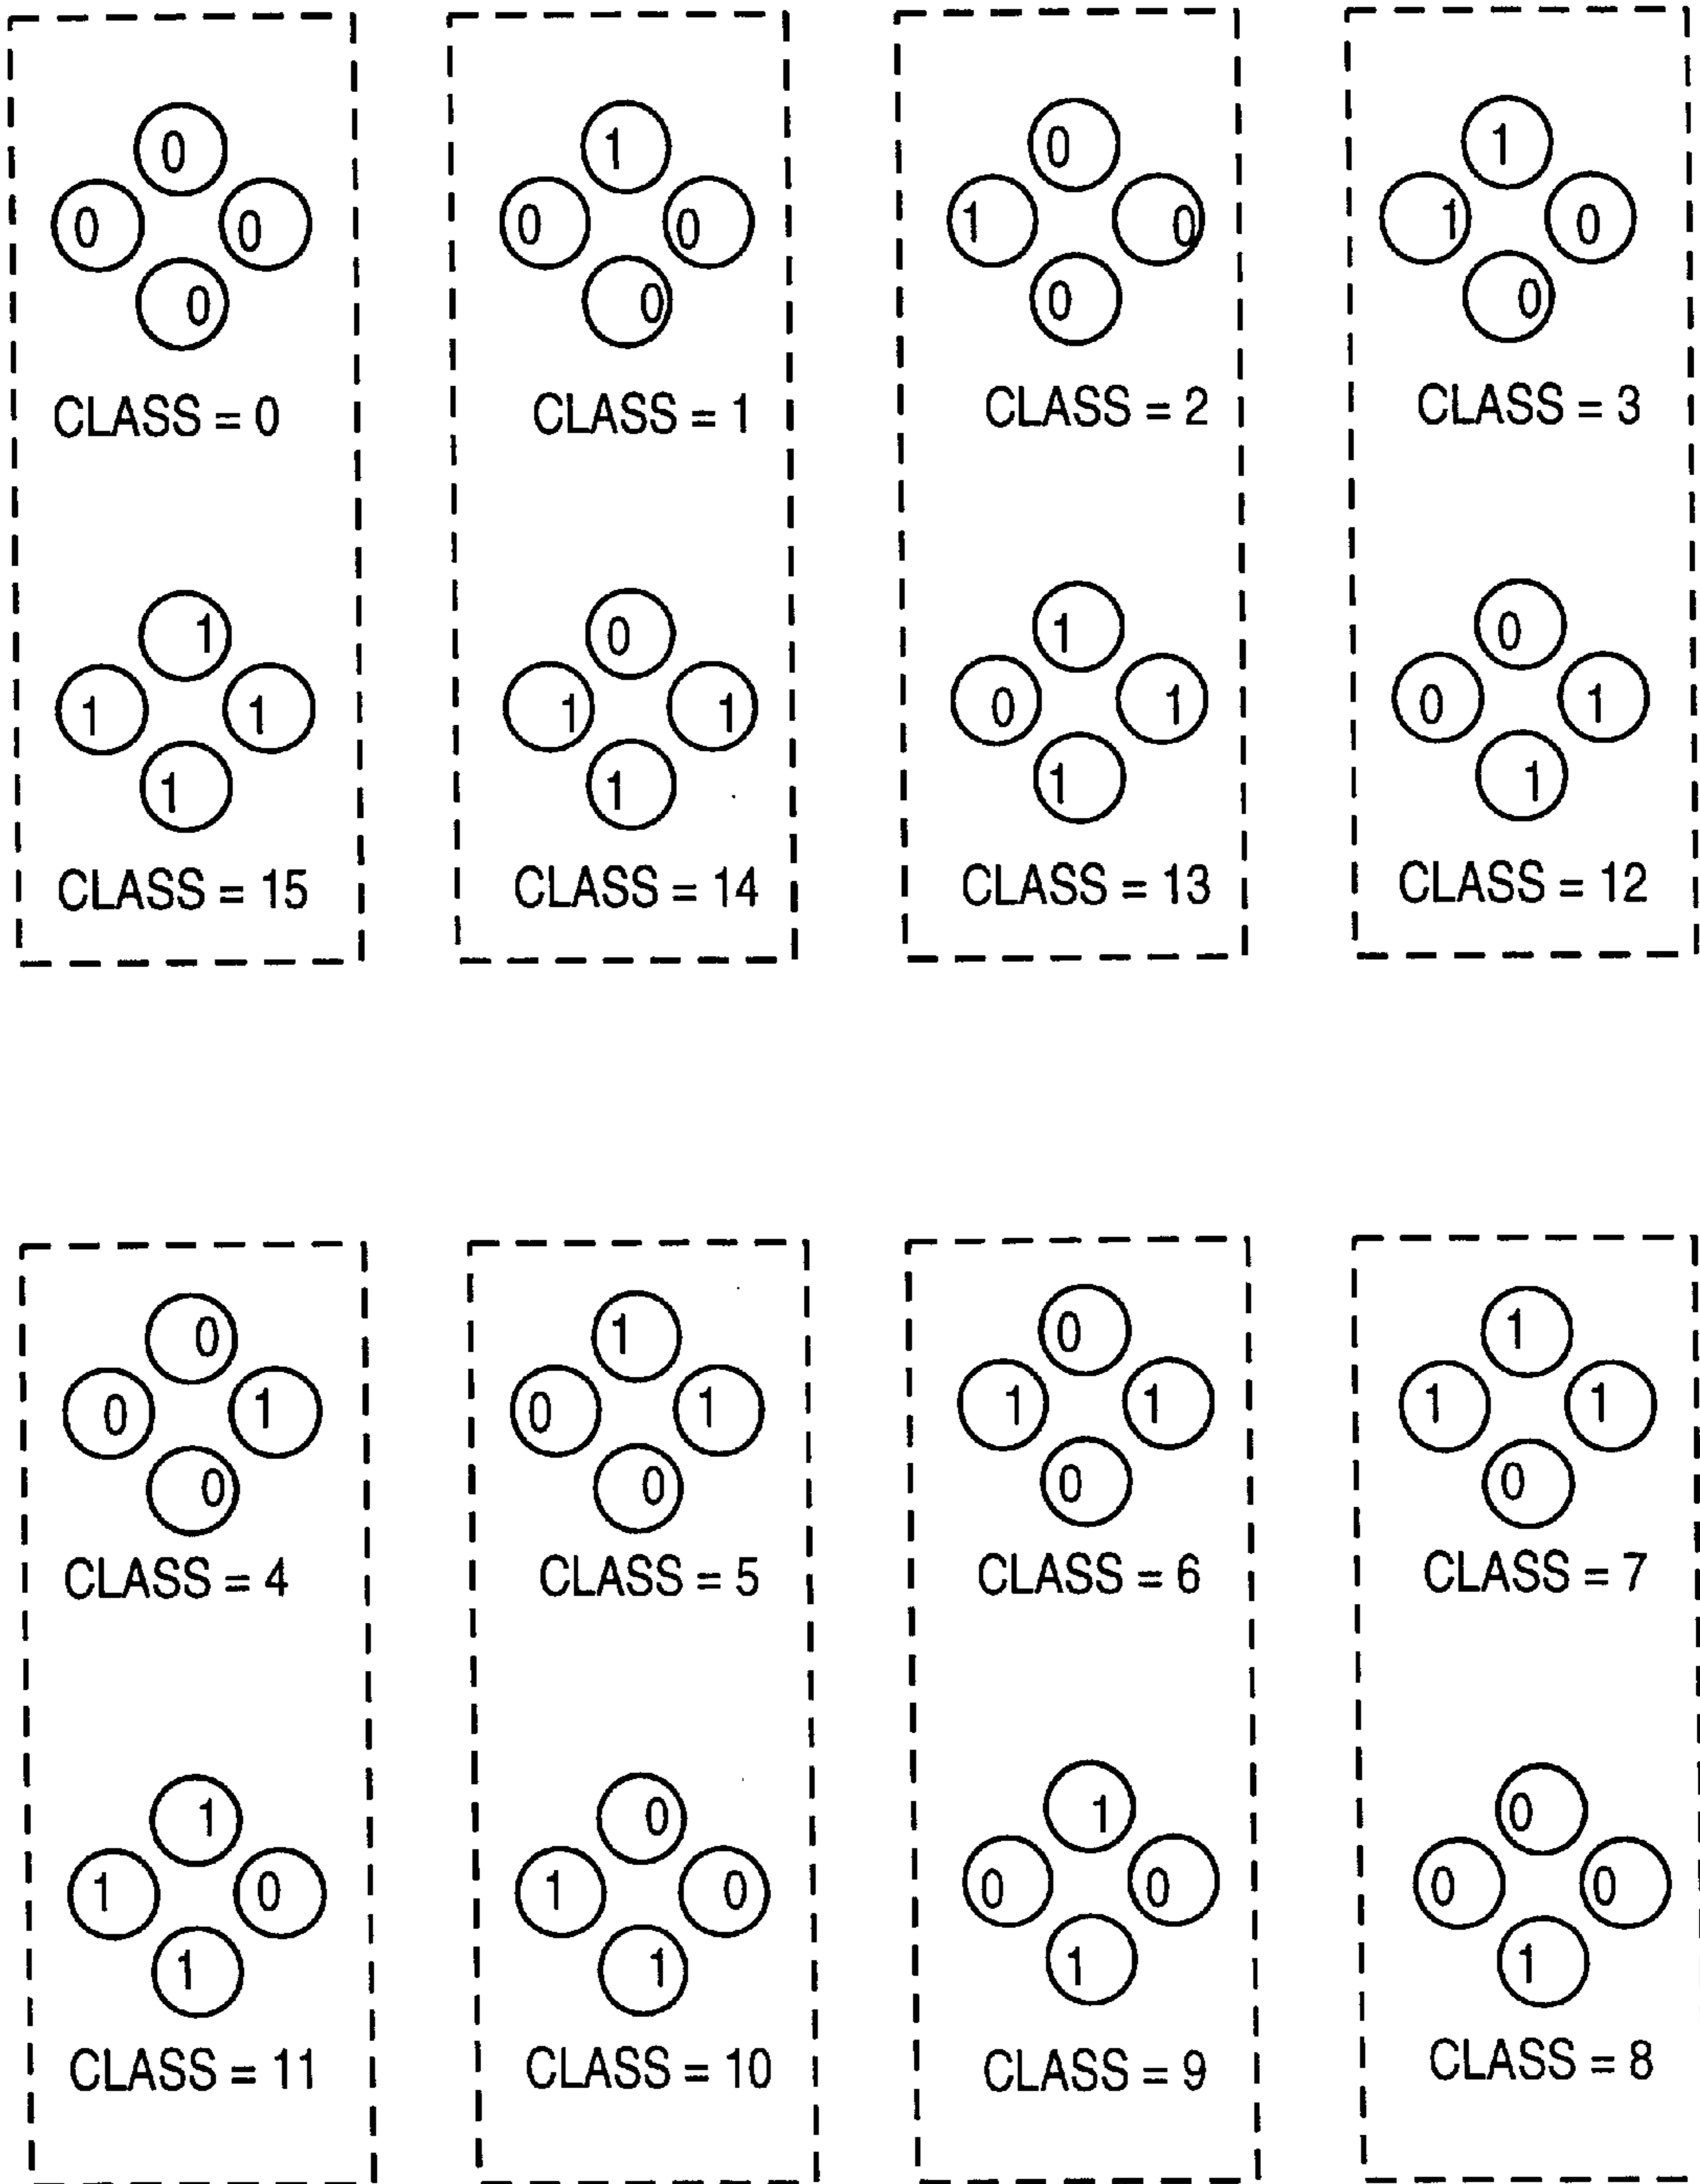 0 1 0 1
0 0 0 0 1 0 1 0
0 0 0 0
CLASS = 0 CLASS = 1 CLASS = 2 CLASS = 3
1 0 1 0
1 1 1 1 0 1 0 1
1 1 1 1
CLASS = 15 CLASS = 14 CLASS = 13 CLASS = 12
0 1 0 1
0 1 0 1 1 1 1 1
0 0 0 0
CLASS = 4 CLASS = 5 CLASS = 6 CLASS = 7
1 0 1 0
1 0 1 0 0 0 0 0
1 1 1 1
CLASS = 11 CLASS = 10 CLASS = 9 CLASS = 8